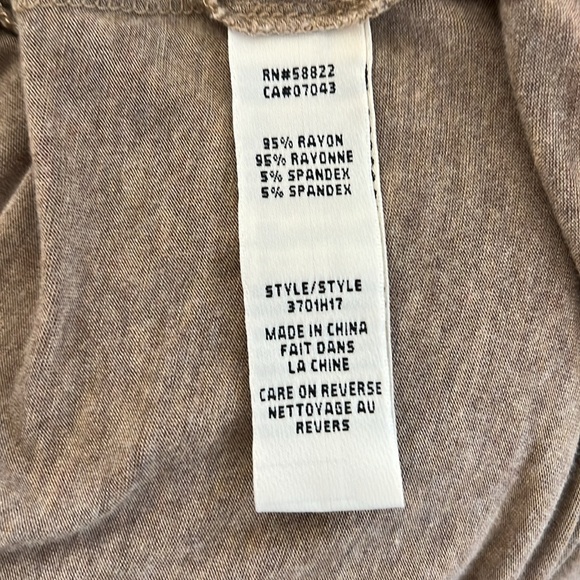 RN#58822
CA#07043
95% RAYON
95% RAYONNE
5% SPANDEX
5% SPANDEX
STYLE/STYLE
3701H17
MADE IN CHINA
FAIT DANS
LA CHINE
CARE ON REVERSE
NETTOYAGE AU
REVERS